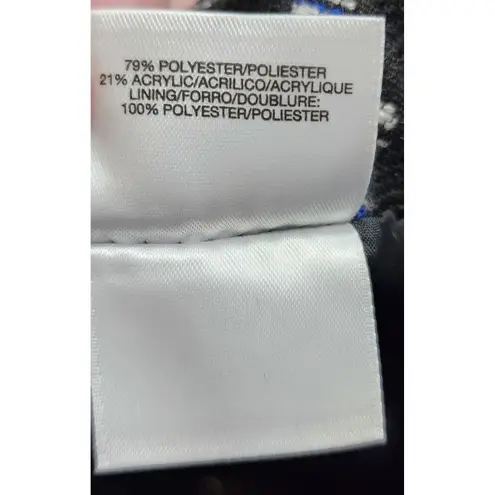 79% POLYESTER/POLIESTER
21% ACRYLIC/ACRILICO/ACRYLIQUE
LINING/FORRO/DOUBLURE:
100% POLYESTER/POLIESTER